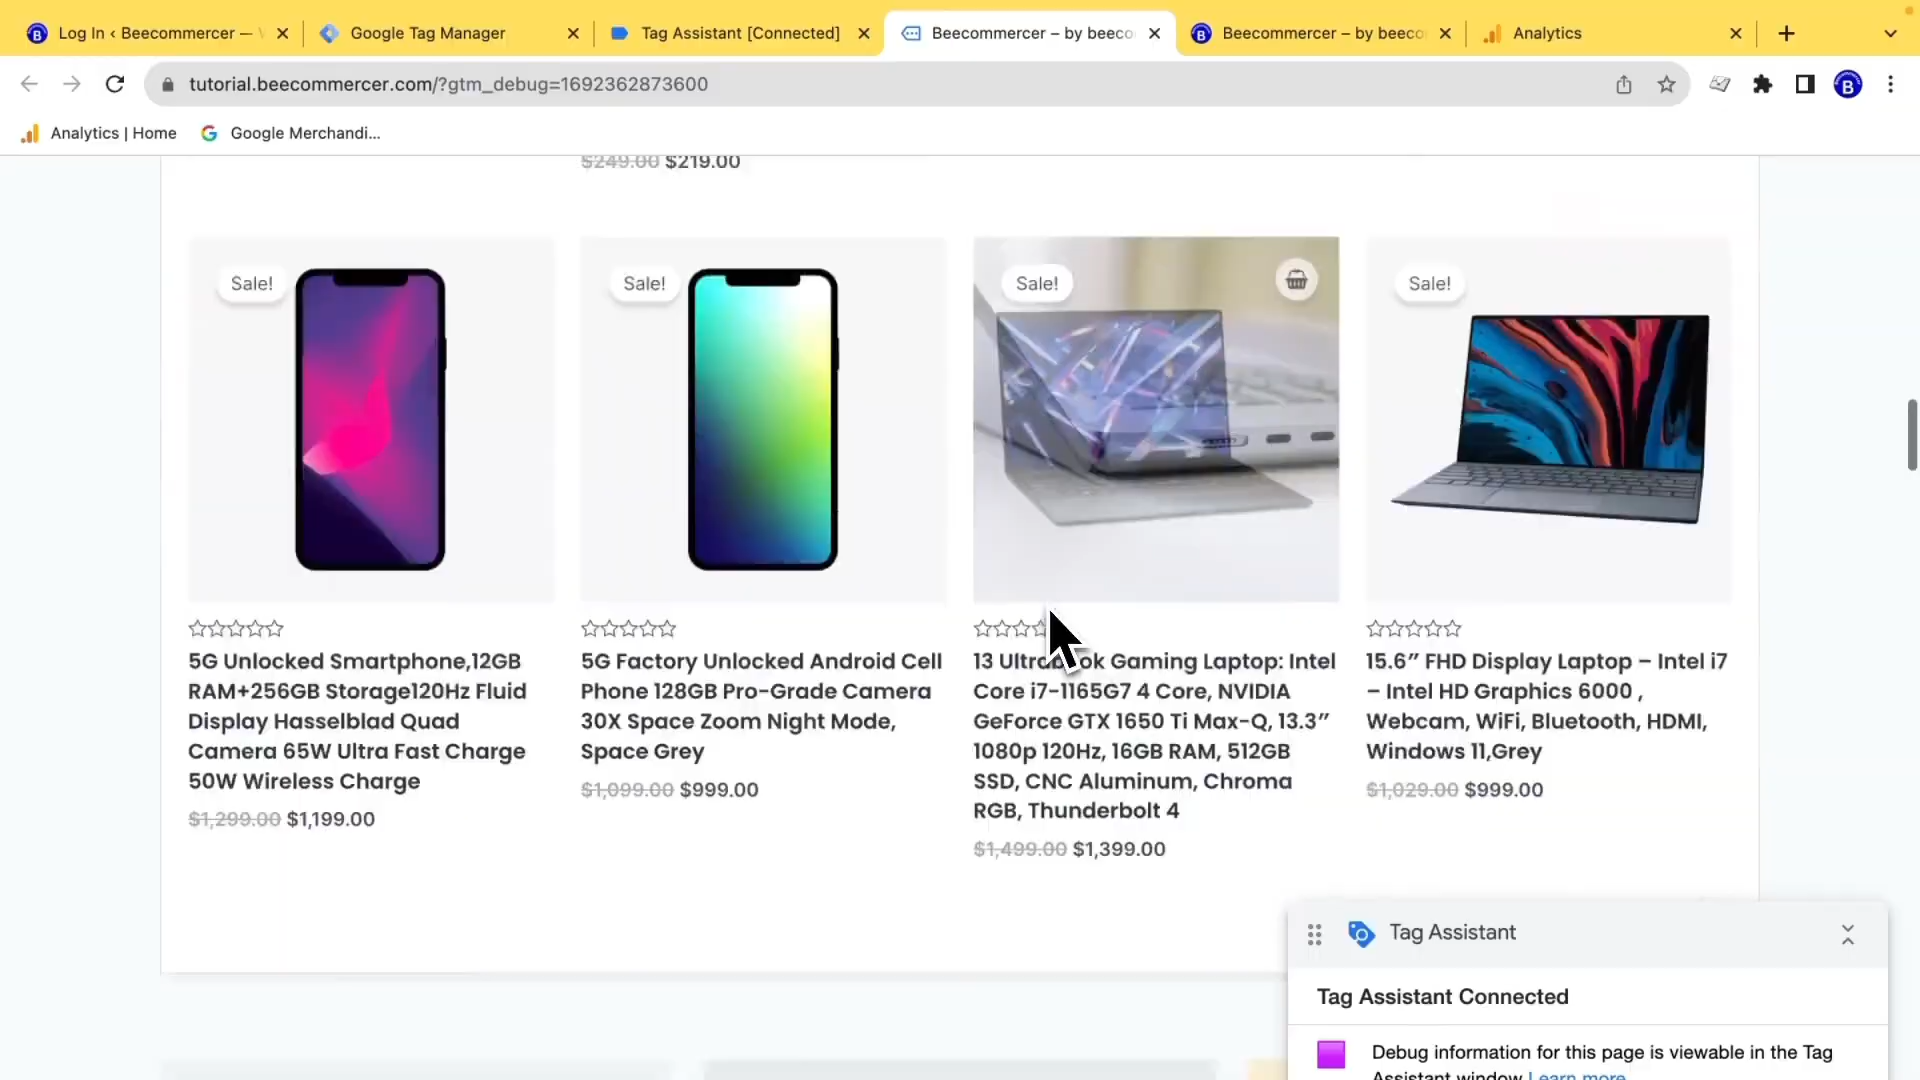 Log In ‹ Beecommercer —
Google Tag Manager
Tag Assistant [Connected]
Beecommercer – by beeco
Beecommercer – by beeco
Analytics
tutorial.beecommercer.com/?gtm_debug=1692362873600
B
Analytics | Home
Google Merchandi...
$249.00 $219.00
Sale!
Sale!
Sale!
Sale!
5G Unlocked Smartphone,12GB
RAM+256GB Storage120Hz Fluid
Display Hasselblad Quad
Camera 65W Ultra Fast Charge
50W Wireless Charge
$1,299.00 $1,199.00
5G Factory Unlocked Android Cell
Phone 128GB Pro-Grade Camera
30X Space Zoom Night Mode,
Space Grey
$1,099.00 $999.00
13 Ultrabook Gaming Laptop: Intel
Core i7-1165G7 4 Core, NVIDIA
GeForce GTX 1650 Ti Max-Q, 13.3″
1080p 120Hz, 16GB RAM, 512GB
SSD, CNC Aluminum, Chroma
RGB, Thunderbolt 4
$1,499.00 $1,399.00
15.6″ FHD Display Laptop – Intel i7
– Intel HD Graphics 6000 ,
Webcam, WiFi, Bluetooth, HDMI,
Windows 11,Grey
$1,029.00 $999.00
Tag Assistant
Tag Assistant Connected
Debug information for this page is viewable in the Tag
Assistant window Learn more